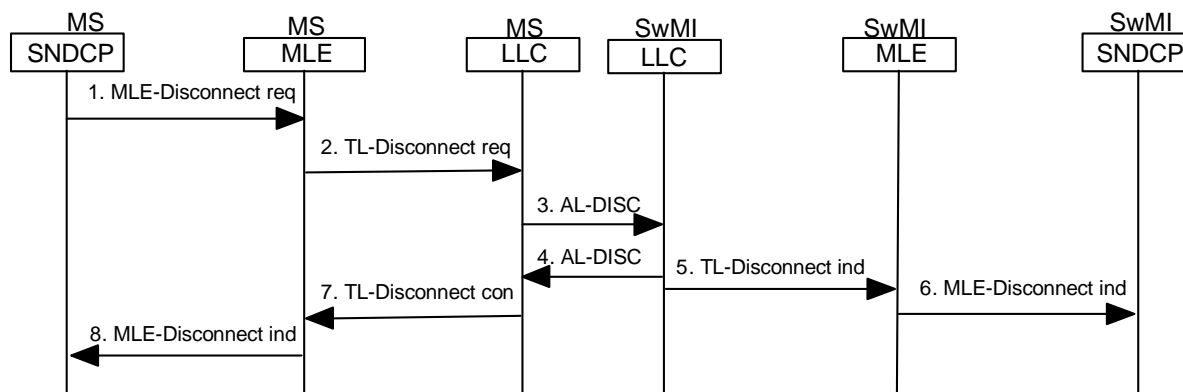 MS MS MS SwMI SwMI SwMI
SNDCP MLE LLC LLC MLE SNDCP
1. MLE-Disconnect req
2. TL-Disconnect req
3. AL-DISC
4. AL-DISC
5. TL-Disconnect ind
6. MLE-Disconnect ind
7. TL-Disconnect con
8. MLE-Disconnect ind